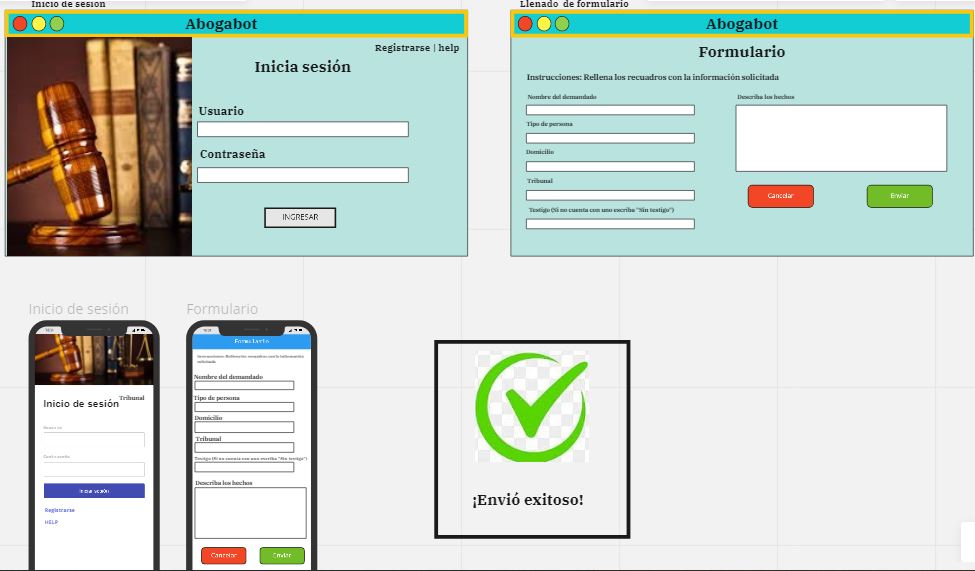 Inicio de sesión
Abogabot
Registrarse | help
Inicia sesión
Usuario
Contraseña
INGRESAR
Llenado de formulario
Abogabot
Formulario
Instrucciones: Rellena los recuadros con la información solicitada
Nombre del demandado
Tipo de persona
Domicilio
Tribunal
Testigo (Si no cuenta con uno escriba "Sin testigo")
Describa los hechos
Cancelar
Enviar
Inicio de sesión
Tribunal
Inicio de sesión
Contraseña
Iniciar sesión
Registrarse
HELP
Formulario
Formulario
Instrucciones: Rellena los recuadros con la información
solicitada
Nombre del demandado
Tipo de persona
Domicilio
Tribunal
Testigo (Si no cuenta con uno escriba "Sin testigo")
Describa los hechos
Cancelar
Enviar
¡Envió exitoso!